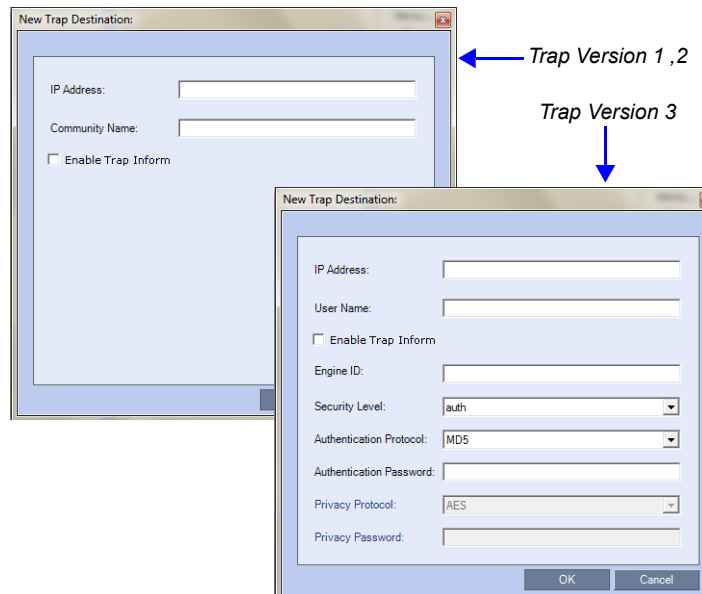 New Trap Destination:
Trap Version 1 ,2
IP Address:
Community Name:
Enable Trap Inform
Trap Version 3
New Trap Destination:
IP Address:
User Name:
Enable Trap Inform
Engine ID:
Security Level: auth
Authentication Protocol: MD5
Authentication Password:
Privacy Protocol: AES
Privacy Password:
OK Cancel